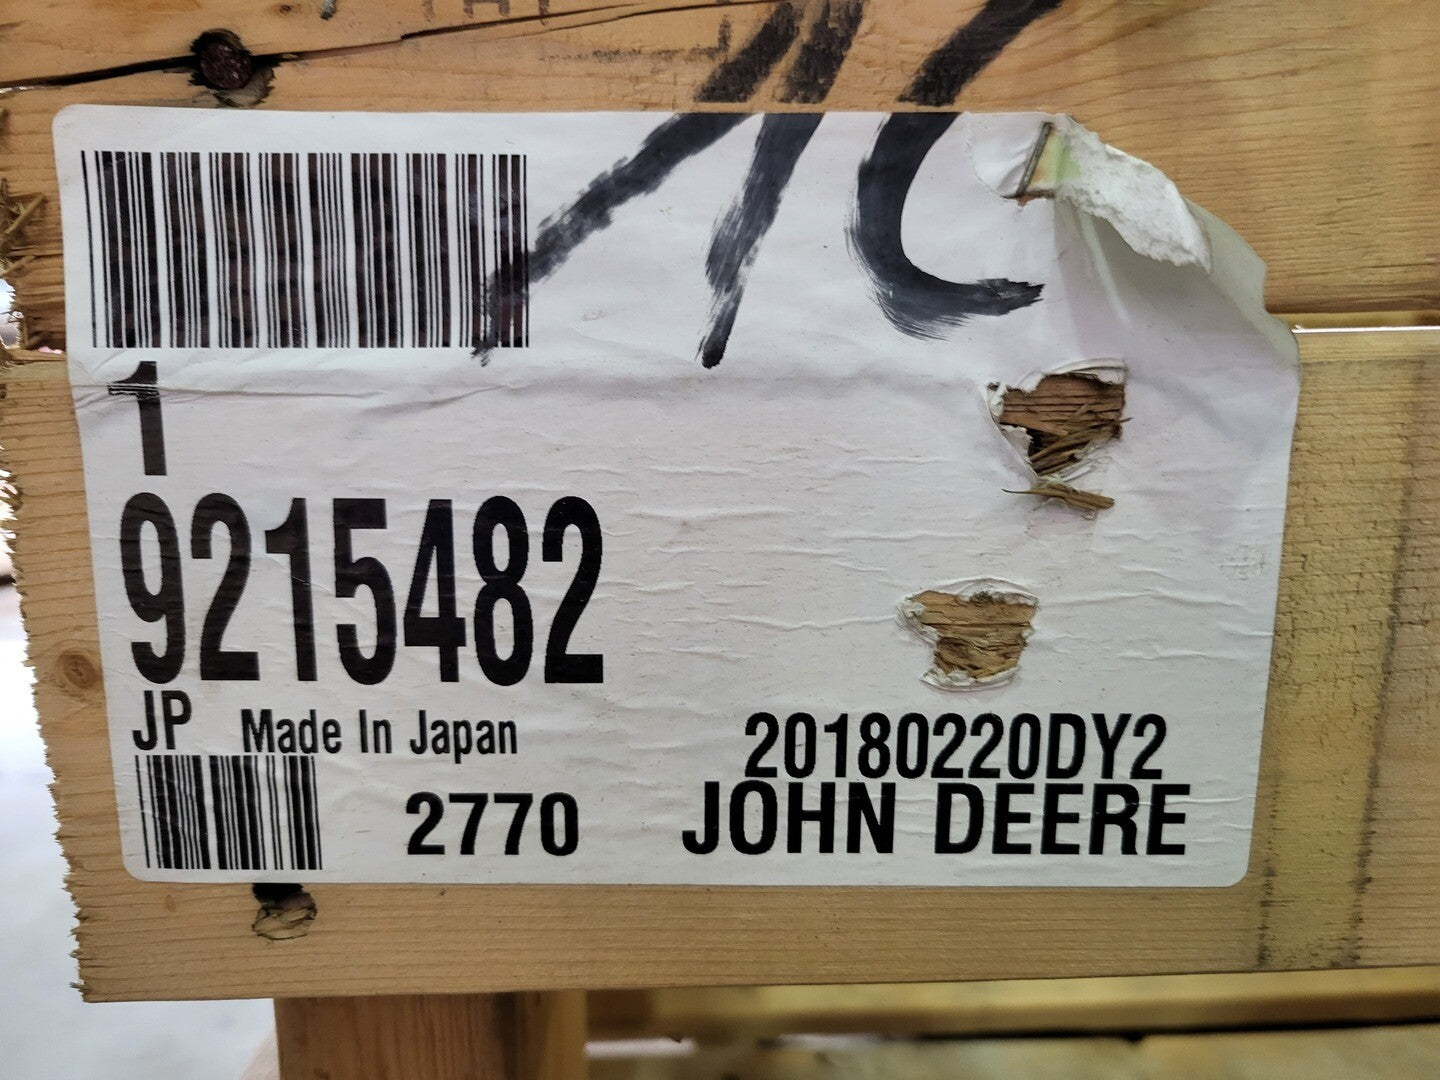 1
9215482
JP Made In Japan
20180220DY2
2770 JOHN DEERE